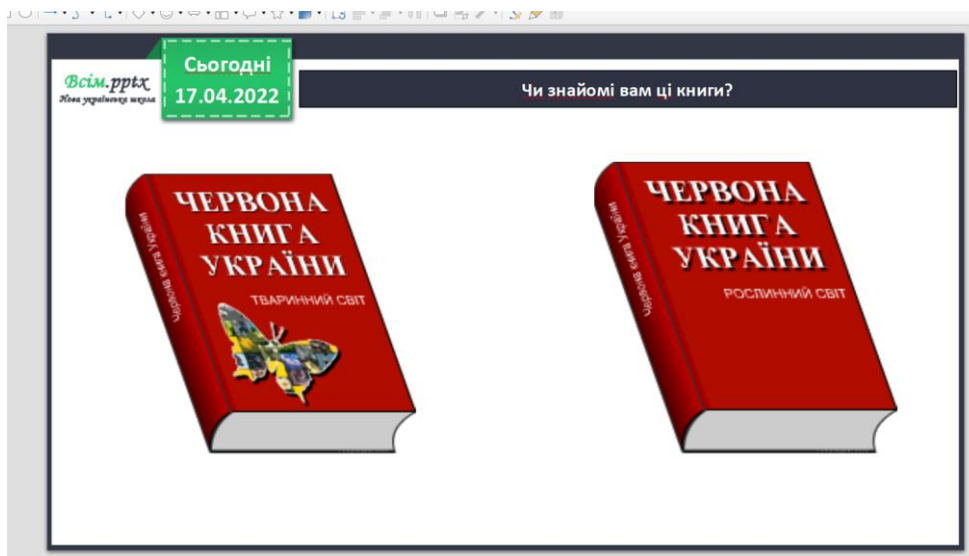 Всім.pptx
Нова українська школа
Сьогодні
17.04.2022
Чи знайомі вам ці книги?
ЧЕРВОНА
КНИГА
УКРАЇНИ
ТВАРИННИЙ СВІТ
Червона книга України
ЧЕРВОНА
КНИГА
УКРАЇНИ
РОСЛИННИЙ СВІТ
Червона книга України